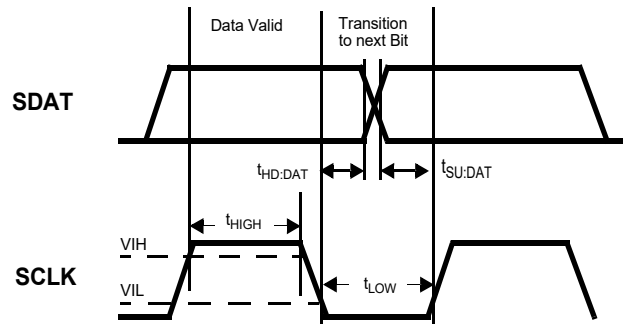 Data Valid
Transition
to next Bit
SDAT
tHD:DAT
tSU:DAT
tHIGH
VIH
SCLK
VIL
tLOW